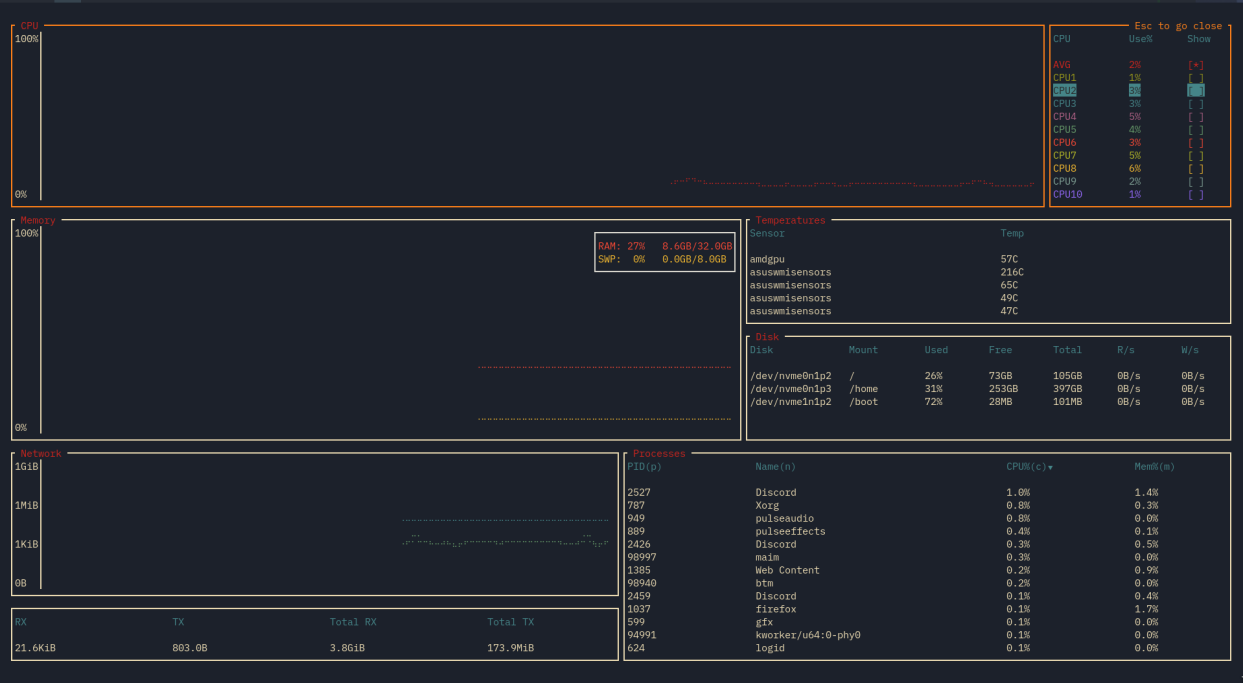 CPU
100%
0%
Esc to go close
CPU Use% Show
AVG 2% [*]
CPU1 1% [ ]
CPU2 3% [ ]
CPU3 3% [ ]
CPU4 5% [ ]
CPU5 4% [ ]
CPU6 3% [ ]
CPU7 5% [ ]
CPU8 6% [ ]
CPU9 2% [ ]
CPU10 1% [ ]
Memory
100%
RAM: 27% 8.6GB/32.0GB
SWP: 0% 0.0GB/8.0GB
0%
Temperatures
Sensor Temp
amdgpu 57C
asuswmisensors 216C
asuswmisensors 65C
asuswmisensors 49C
asuswmisensors 47C
Disk
Disk Mount Used Free Total R/s W/s
/dev/nvme0n1p2 / 26% 73GB 105GB 0B/s 0B/s
/dev/nvme0n1p3 /home 31% 253GB 397GB 0B/s 0B/s
/dev/nvme1n1p2 /boot 72% 28MB 101MB 0B/s 0B/s
Network
1GiB
1MiB
1KiB
0B
RX TX Total RX Total TX
21.6KiB 803.0B 3.8GiB 173.9MiB
Processes
PID(p) Name(n) CPU%(c)▾ Mem%(m)
2527 Discord 1.0% 1.4%
787 Xorg 0.8% 0.3%
949 pulseaudio 0.8% 0.0%
889 pulseeffects 0.4% 0.1%
2426 Discord 0.3% 0.5%
98997 maim 0.3% 0.0%
1385 Web Content 0.2% 0.9%
98940 btm 0.2% 0.0%
2459 Discord 0.1% 0.4%
1037 firefox 0.1% 1.7%
599 gfx 0.1% 0.0%
94991 kworker/u64:0-phy0 0.1% 0.0%
624 logid 0.1% 0.0%